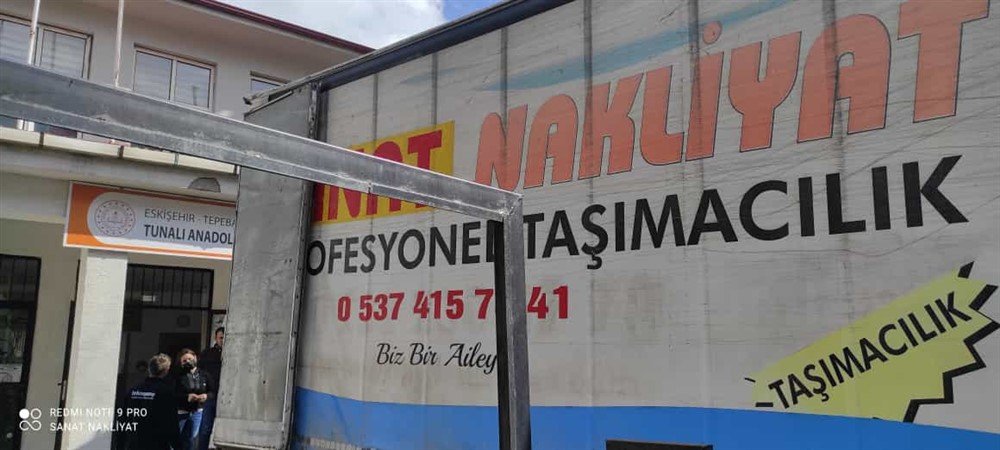 ESKİŞEHİR - TEPEBA
TUNALI ANADOL
NAT NAKLİYAT
OFESYONEL TAŞIMACILIK
0 537 415 7 41
Biz Bir Ailey
TAŞIMACILIK
REDMI NOTE 9 PRO
SANAT NAKLİYAT